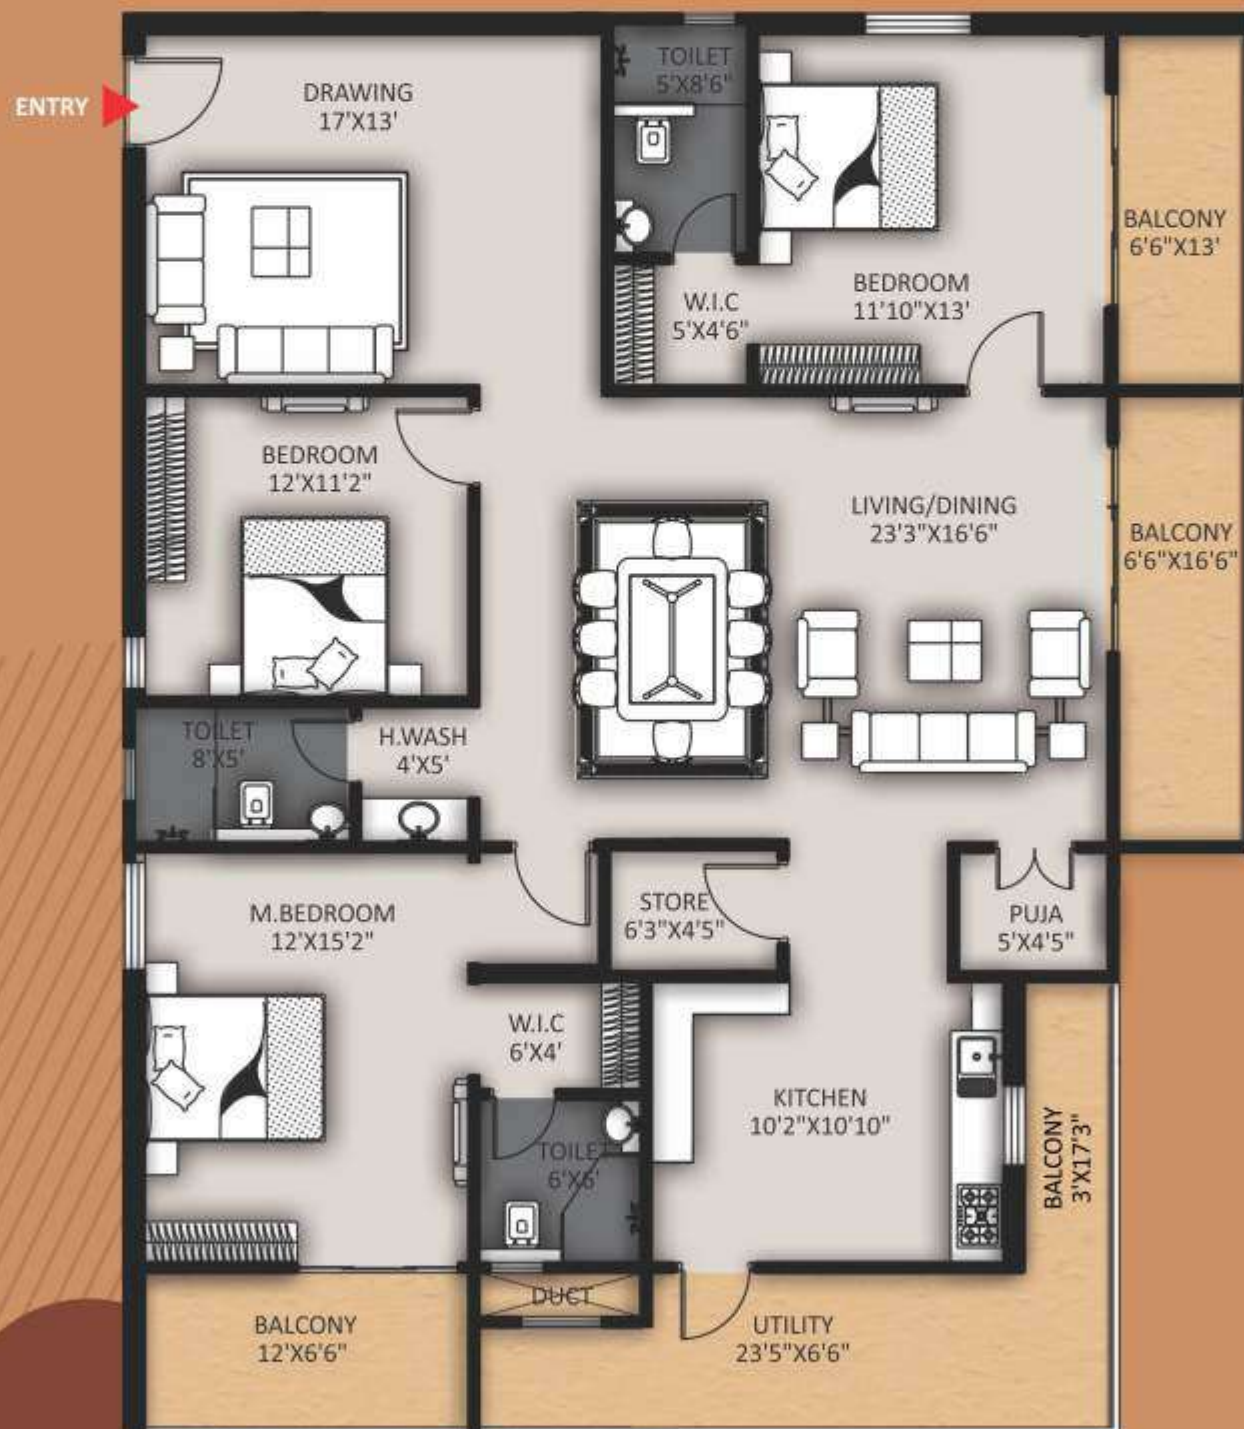 ENTRY
DRAWING
17'X13'
TOILET
5'X8'6"
BEDROOM
11'10"X13'
W.I.C
5'X4'6"
BALCONY
6'6"X13'
BEDROOM
12'X11'2"
LIVING/DINING
23'3"X16'6"
BALCONY
6'6"X16'6"
TOILET
8'X5'
H.WASH
4'X5'
M.BEDROOM
12'X15'2"
STORE
6'3"X4'5"
PUJA
5'X4'5"
W.I.C
6'X4'
TOILET
6'X6'
KITCHEN
10'2"X10'10"
BALCONY
3'X17'3"
DUCT
BALCONY
12'X6'6"
UTILITY
23'5"X6'6"